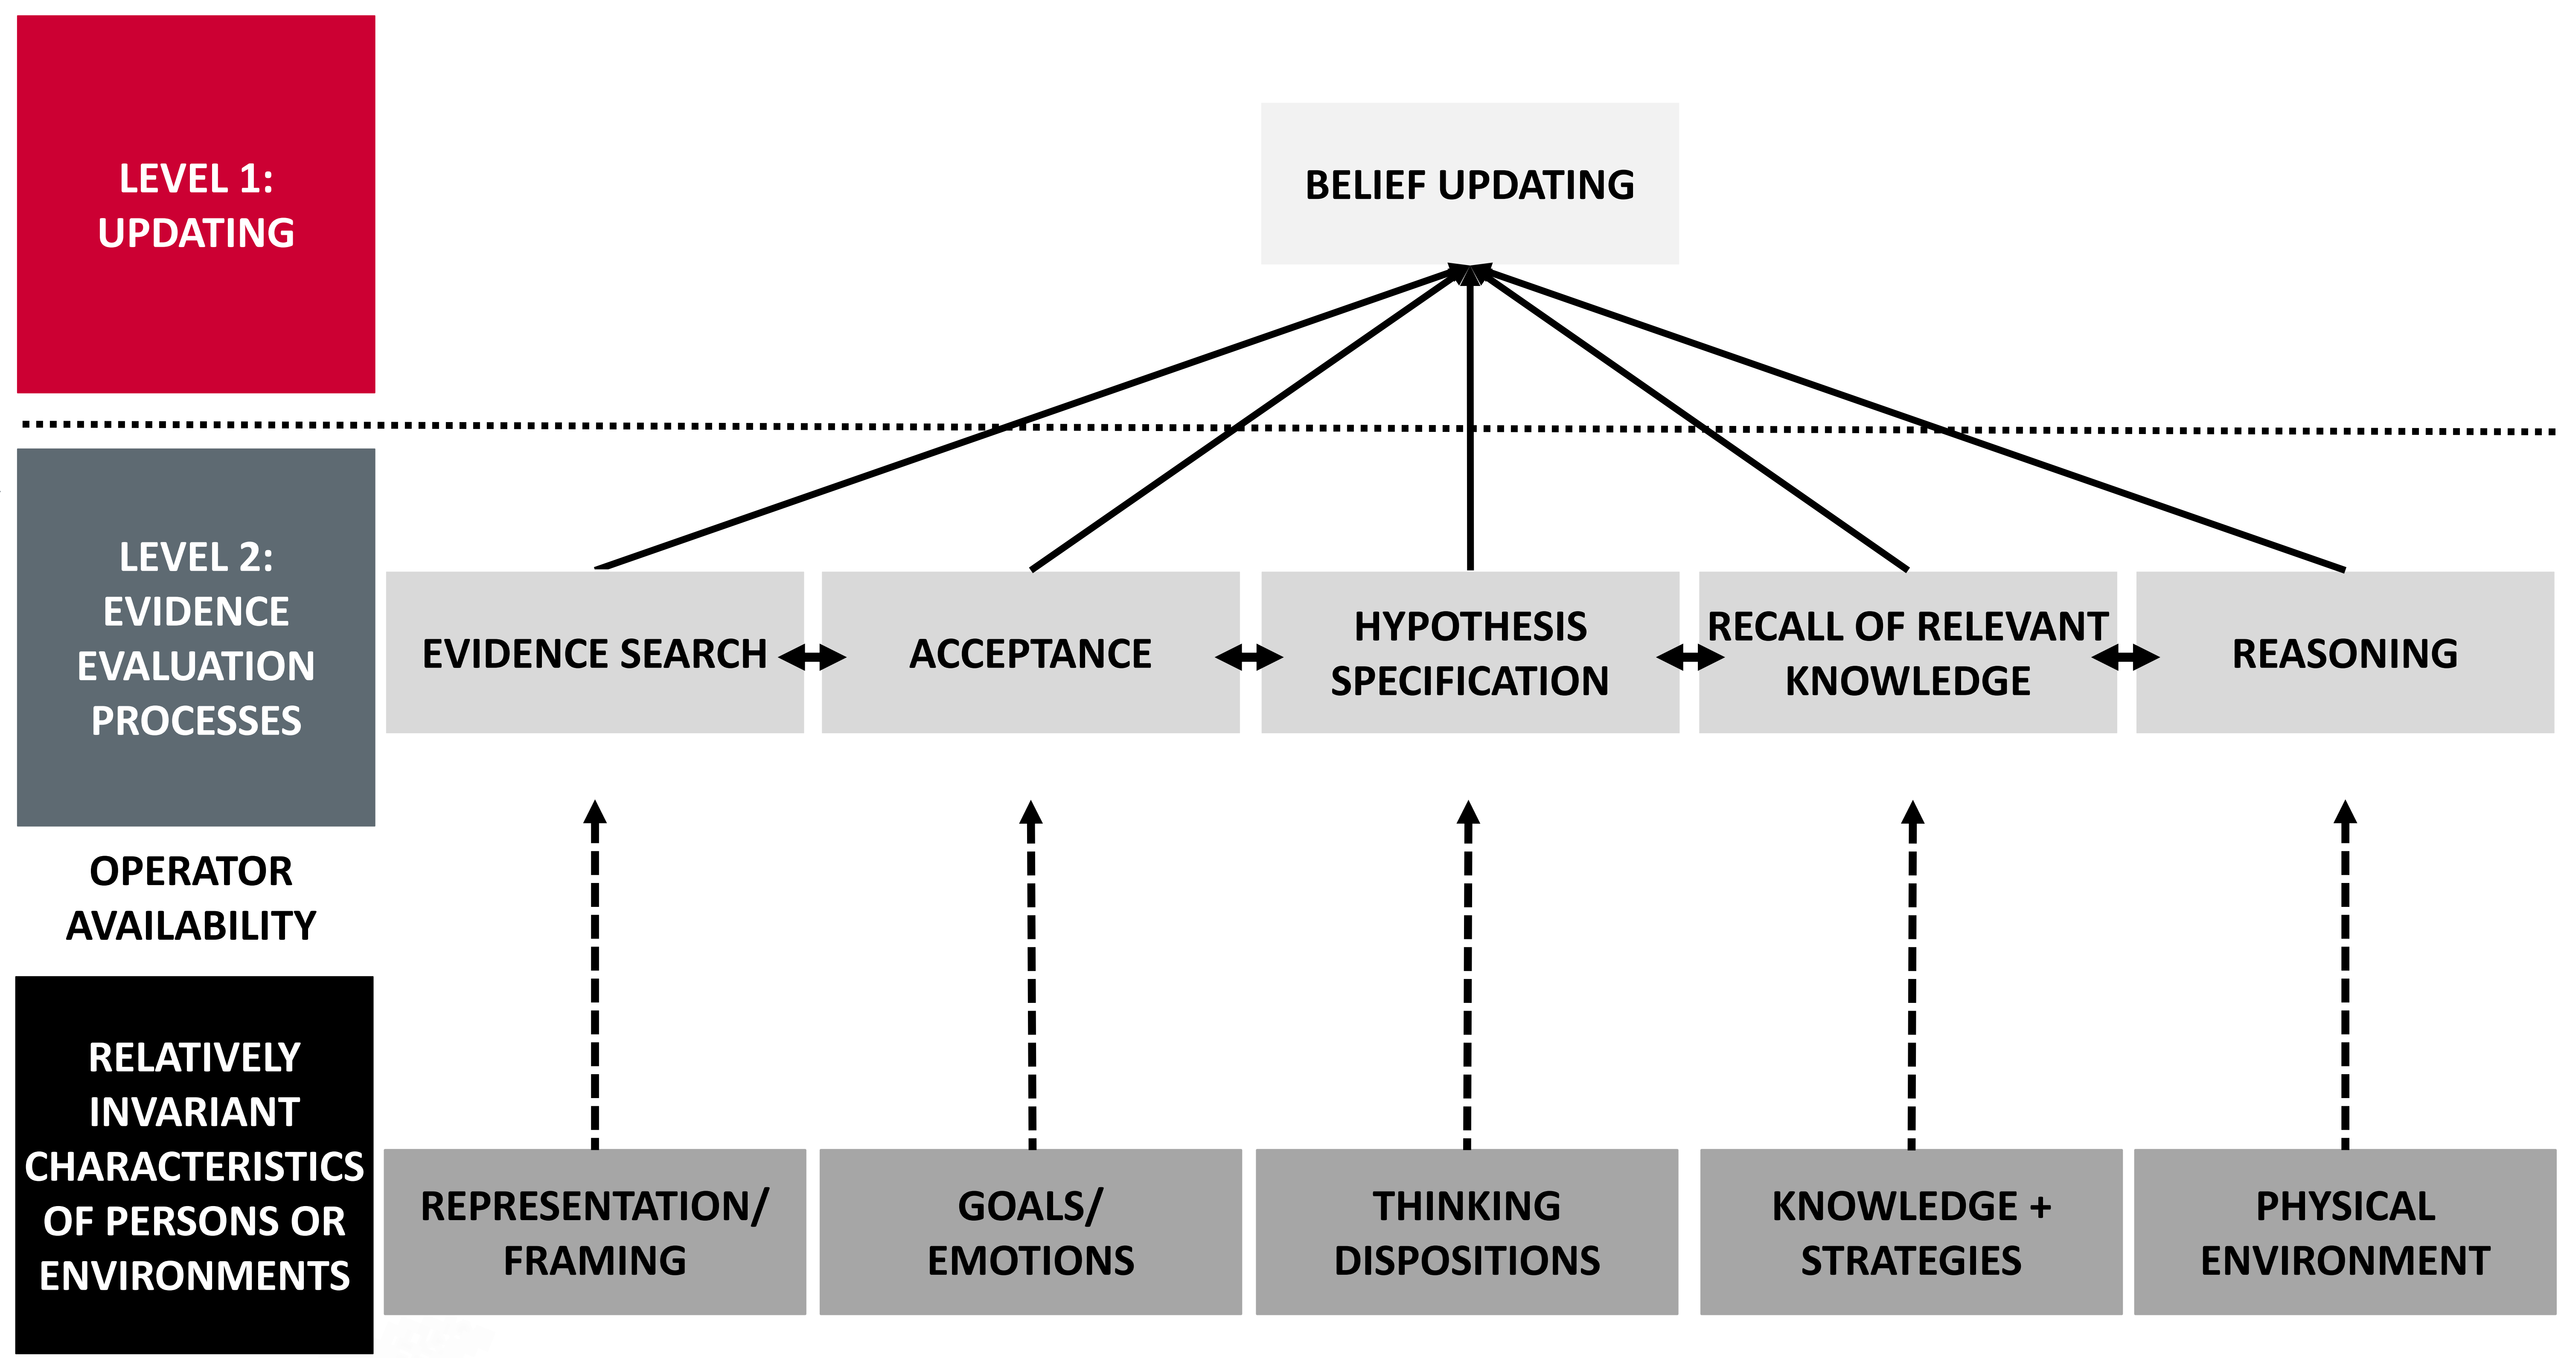 LEVEL 1:
UPDATING
BELIEF UPDATING
LEVEL 2:
EVIDENCE
EVALUATION
PROCESSES
EVIDENCE SEARCH
ACCEPTANCE
HYPOTHESIS
SPECIFICATION
RECALL OF RELEVANT
KNOWLEDGE
REASONING
OPERATOR
AVAILABILITY
RELATIVELY
INVARIANT
CHARACTERISTICS
OF PERSONS OR
ENVIRONMENTS
REPRESENTATION/
FRAMING
GOALS/
EMOTIONS
THINKING
DISPOSITIONS
KNOWLEDGE +
STRATEGIES
PHYSICAL
ENVIRONMENT